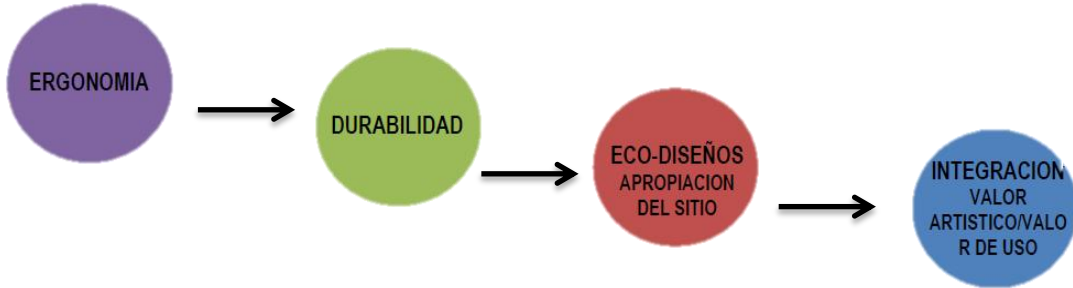 ERGONOMIA
DURABILIDAD
ECO-DISEÑOS
APROPIACION
DEL SITIO
INTEGRACION
VALOR
ARTISTICO/VALO
R DE USO